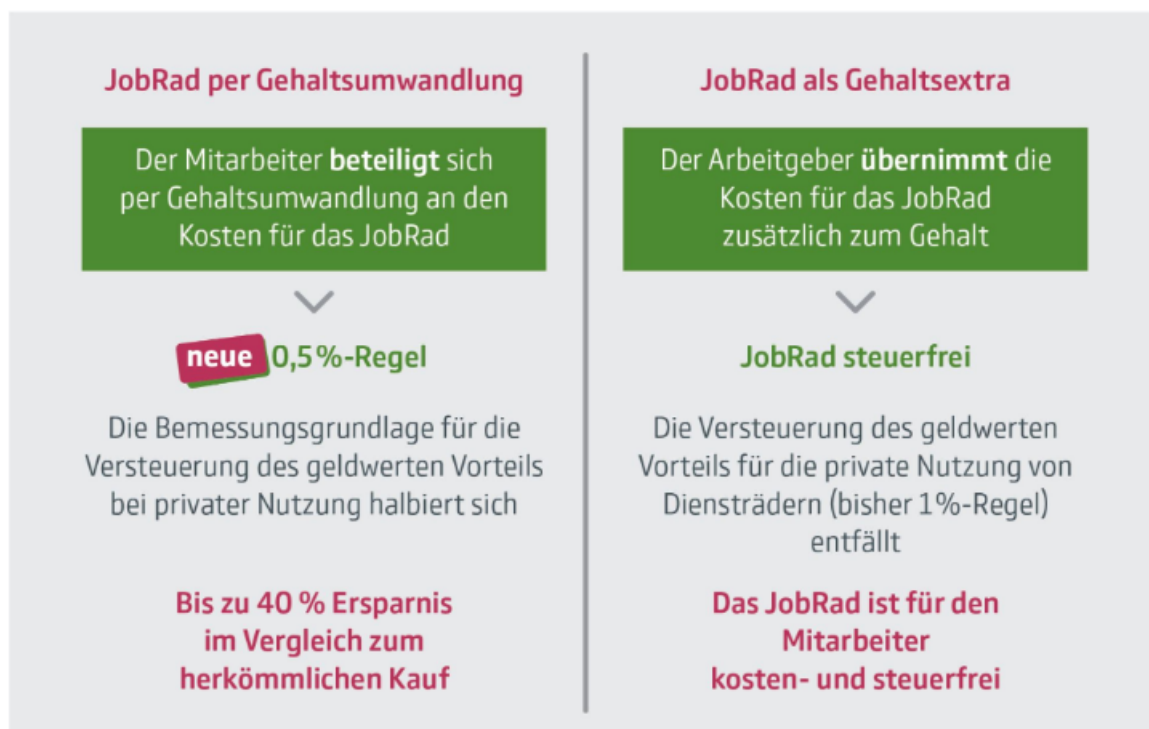 JobRad per Gehaltsumwandlung
Der Mitarbeiter beteiligt sich
per Gehaltsumwandlung an den
Kosten für das JobRad
neue 0,5%-Regel
Die Bemessungsgrundlage für die
Versteuerung des geldwerten Vorteils
bei privater Nutzung halbiert sich
Bis zu 40 % Ersparnis
im Vergleich zum
herkömmlichen Kauf
JobRad als Gehaltsextra
Der Arbeitgeber übernimmt die
Kosten für das JobRad
zusätzlich zum Gehalt
JobRad steuerfrei
Die Versteuerung des geldwerten
Vorteils für die private Nutzung von
Diensträdern (bisher 1%-Regel)
entfällt
Das JobRad ist für den
Mitarbeiter
kosten- und steuerfrei